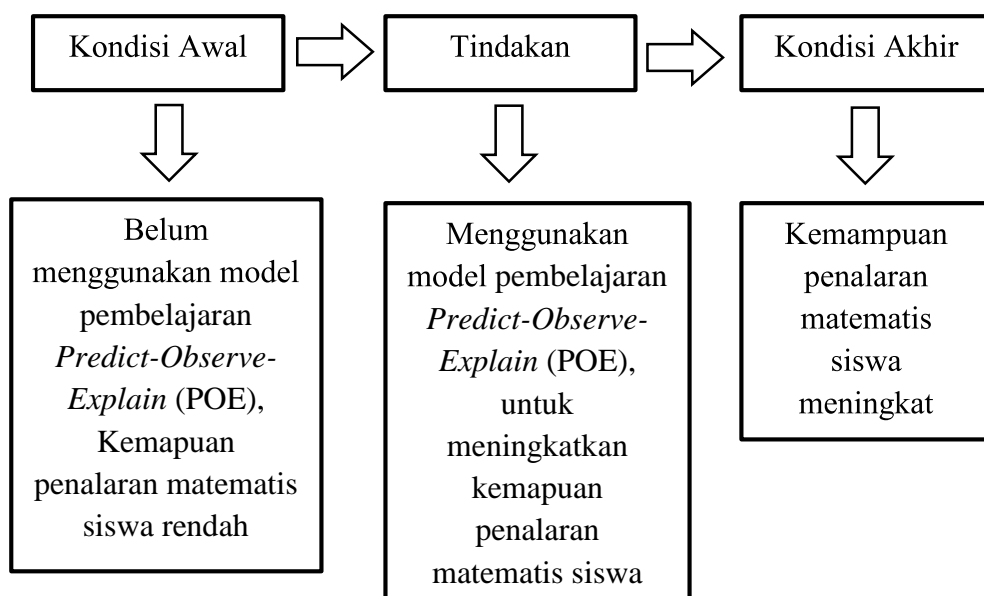 Kondisi Awal
Tindakan
Kondisi Akhir
Belum
menggunakan model
pembelajaran
Predict-Observe-
Explain (POE),
Kemapuan
penalaran matematis
siswa rendah
Menggunakan
model pembelajaran
Predict-Observe-
Explain (POE),
untuk
meningkatkan
kemapuan
penalaran
matematis siswa
Kemampuan
penalaran
matematis
siswa
meningkat